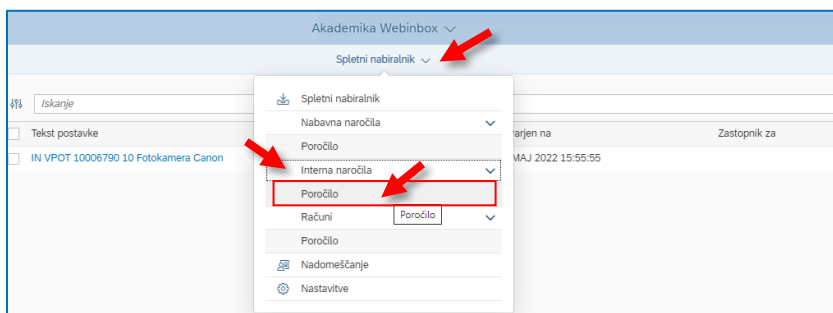 Akademika Webinbox
Spletni nabiralnik
Iskanje
Tekst postavke
arjen na
Zastopnik za
IN VPOT 10006790 10 Fotokamera Canon
MAJ 2022 15:55:55
Spletni nabiralnik
Nabavna naročila
Poročilo
Interna naročila
Poročilo
Računi
Poročilo
Poročilo
Nadomeščanje
Nastavitve